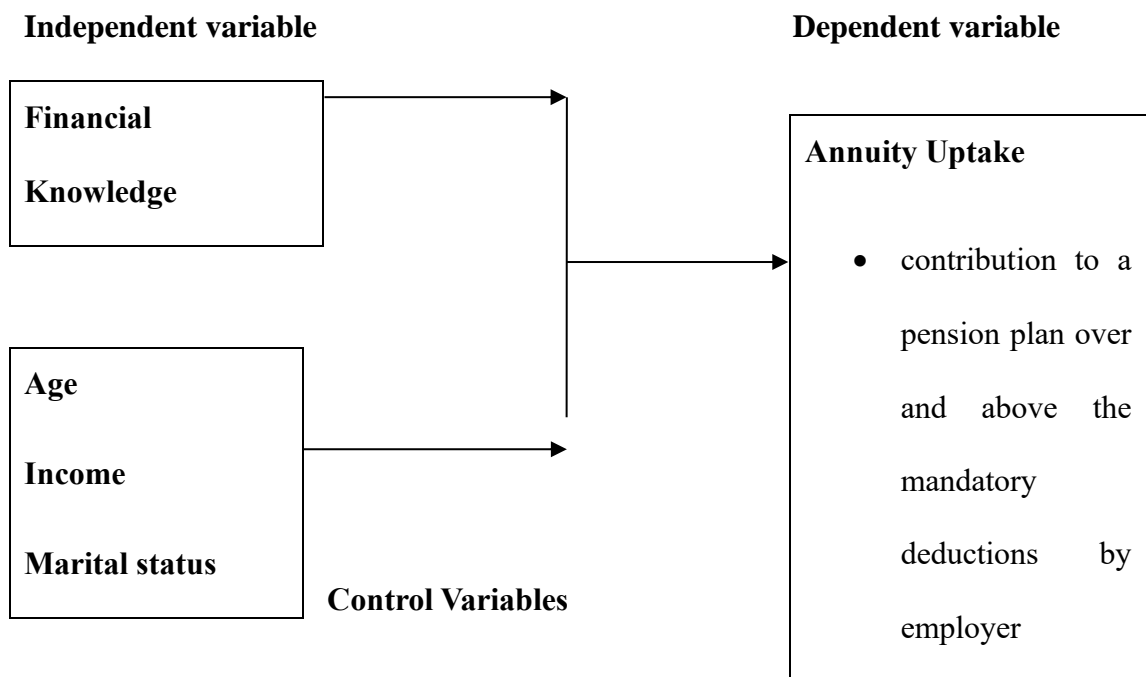 Independent variable
Dependent variable
Financial
Knowledge
Age
Income
Marital status
Control Variables
Annuity Uptake
• contribution to a
pension plan over
and above the
mandatory
deductions by
employer